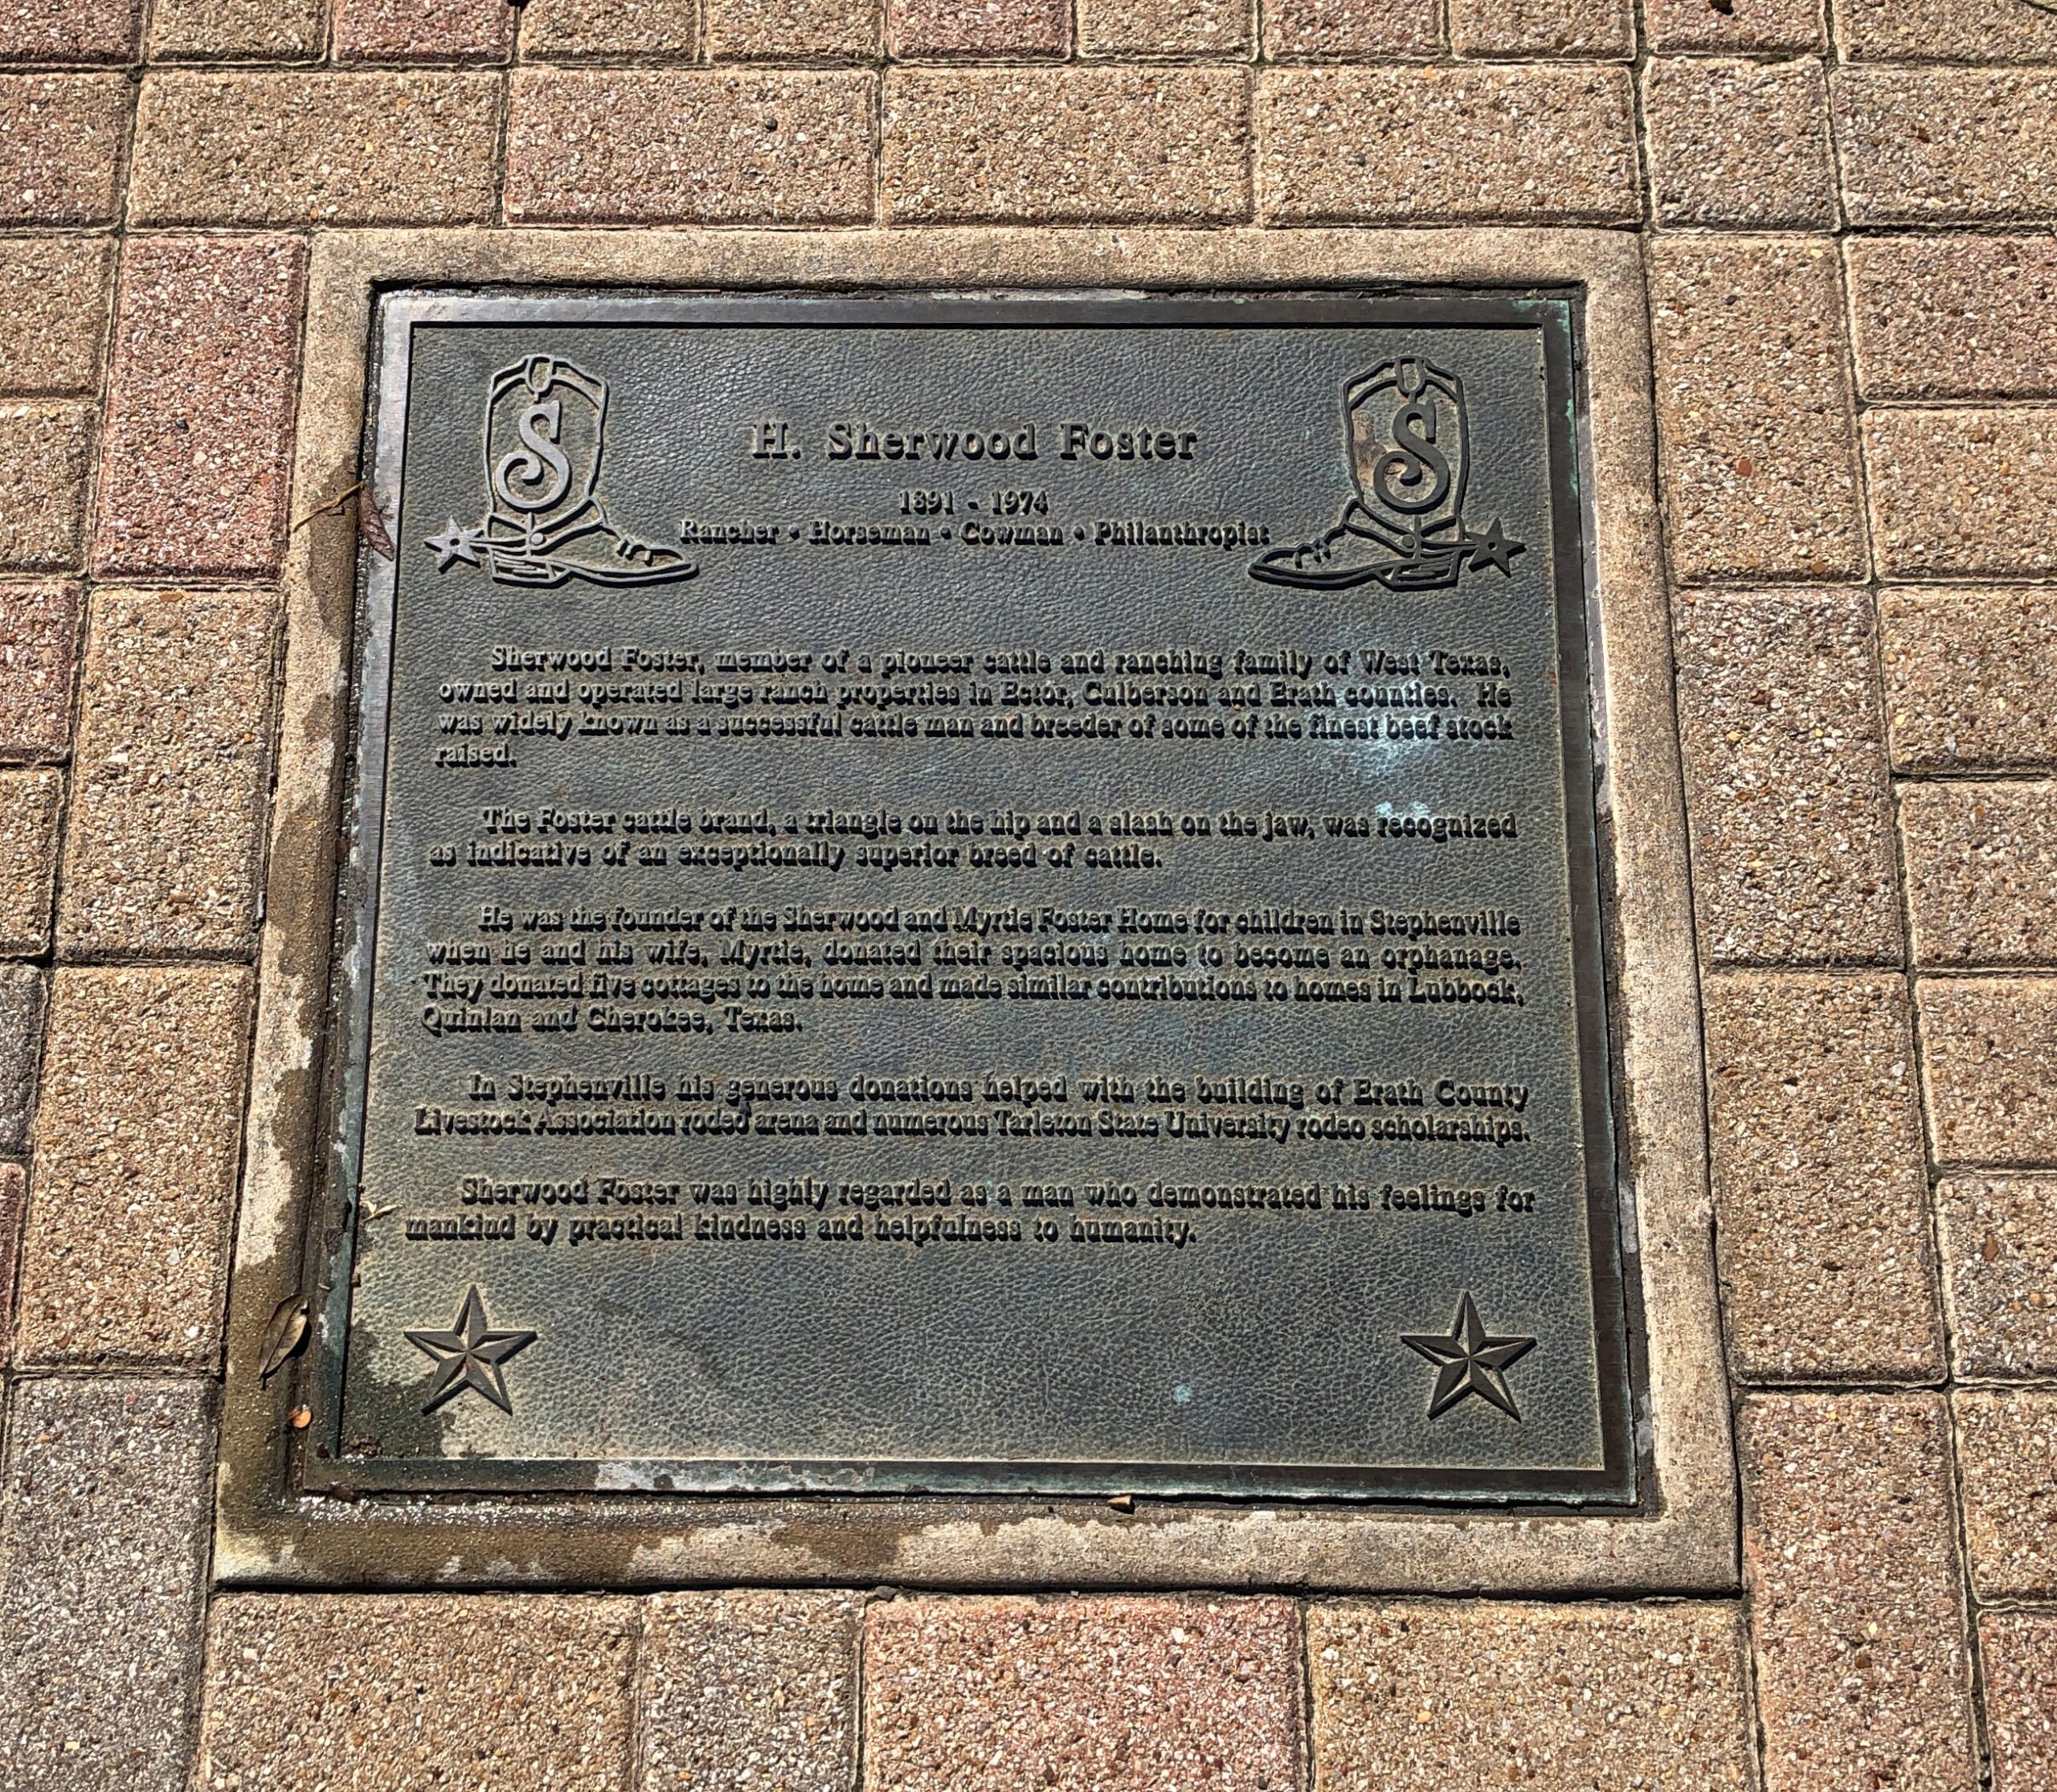 S
S
H. Sherwood Foster
1891 - 1974
Rancher • Horseman • Cowman • Philanthropist
Sherwood Foster, member of a pioneer cattle and ranching family of West Texas,
owned and operated large ranch properties in Ector, Culberson and Erath counties. He
was widely known as a successful cattle man and breeder of some of the finest beef stock
raised.
The Foster cattle brand, a triangle on the hip and a slash on the jaw, was recognized
as indicative of an exceptionally superior breed of cattle.
He was the founder of the Sherwood and Myrtle Foster Home for children in Stephenville
when he and his wife, Myrtle, donated their spacious home to become an orphanage.
They donated five cottages to the home and made similar contributions to homes in Lubbock,
Quinlan and Cherokee, Texas.
In Stephenville his generous donations helped with the building of Erath County
Livestock Association rodeo arena and numerous Tarleton State University rodeo scholarships.
Sherwood Foster was highly regarded as a man who demonstrated his feelings for
mankind by practical kindness and helpfulness to humanity.